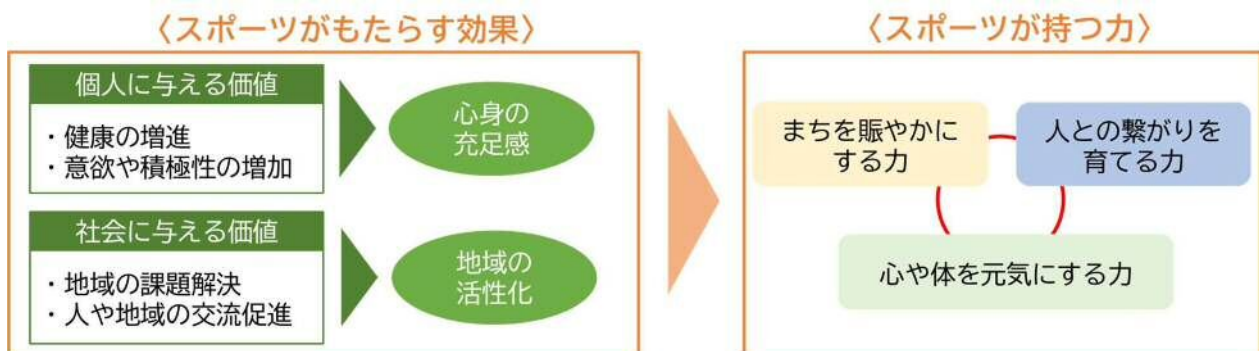 〈スポーツがもたらす効果〉
個人に与える価値
・健康の増進
・意欲や積極性の増加
心身の
充足感
社会に与える価値
・地域の課題解決
・人や地域の交流促進
地域の
活性化
〈スポーツが持つ力〉
まちを賑やかに
する力
人との繋がりを
育てる力
心や体を元気にする力